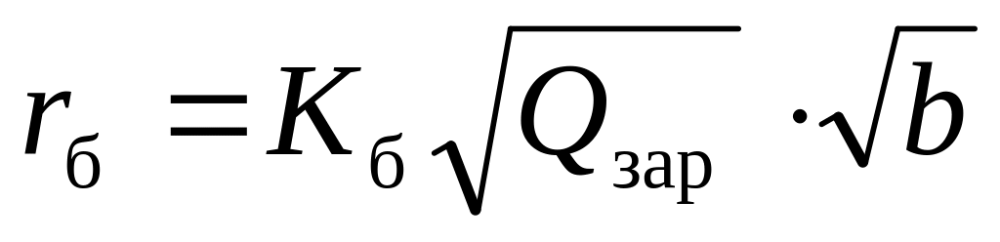 r_б = K_б √Q_зар · √b